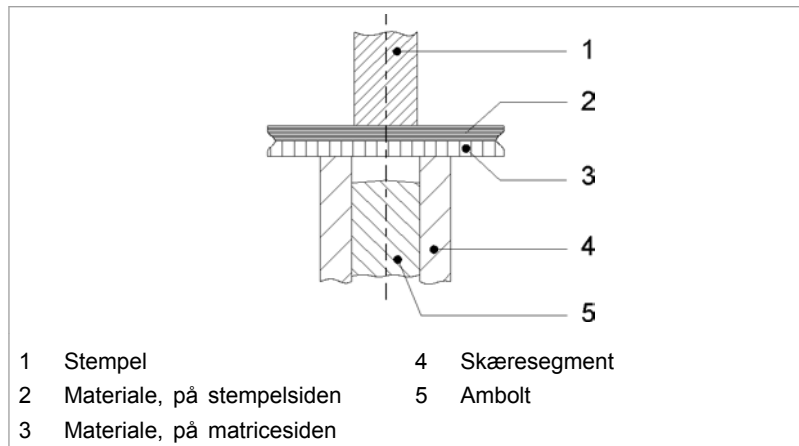 1
2
3
4
5
1 Stempel
2 Materiale, på stempelsiden
3 Materiale, på matricesiden
4 Skæresegment
5 Ambolt